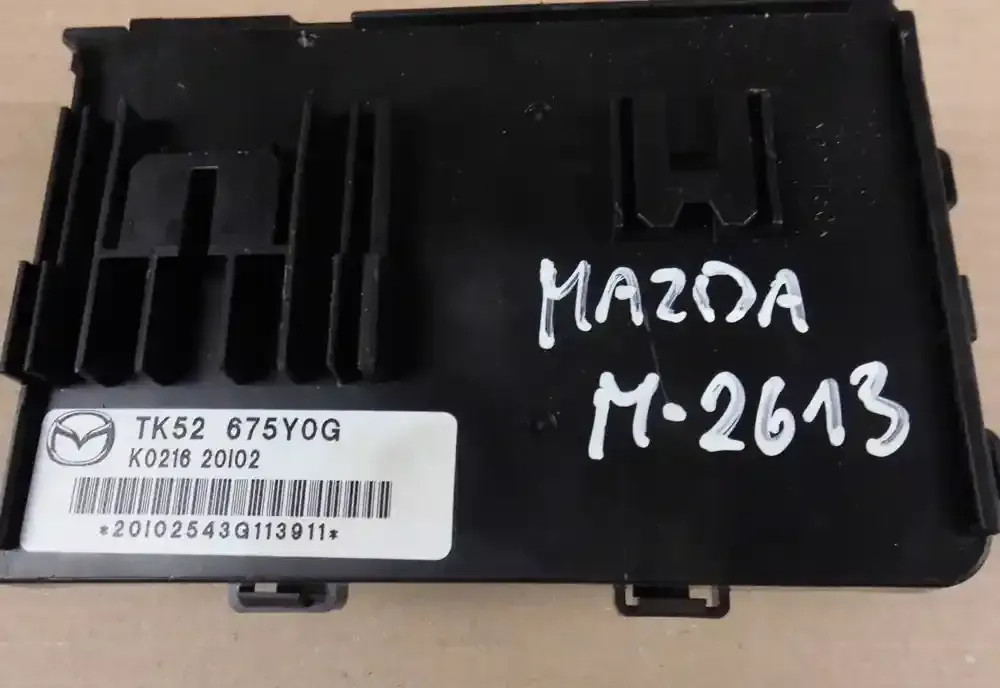 MAZDA
M-2613
TK52 675Y0G
K0216 20I02
*20I02543G113911*